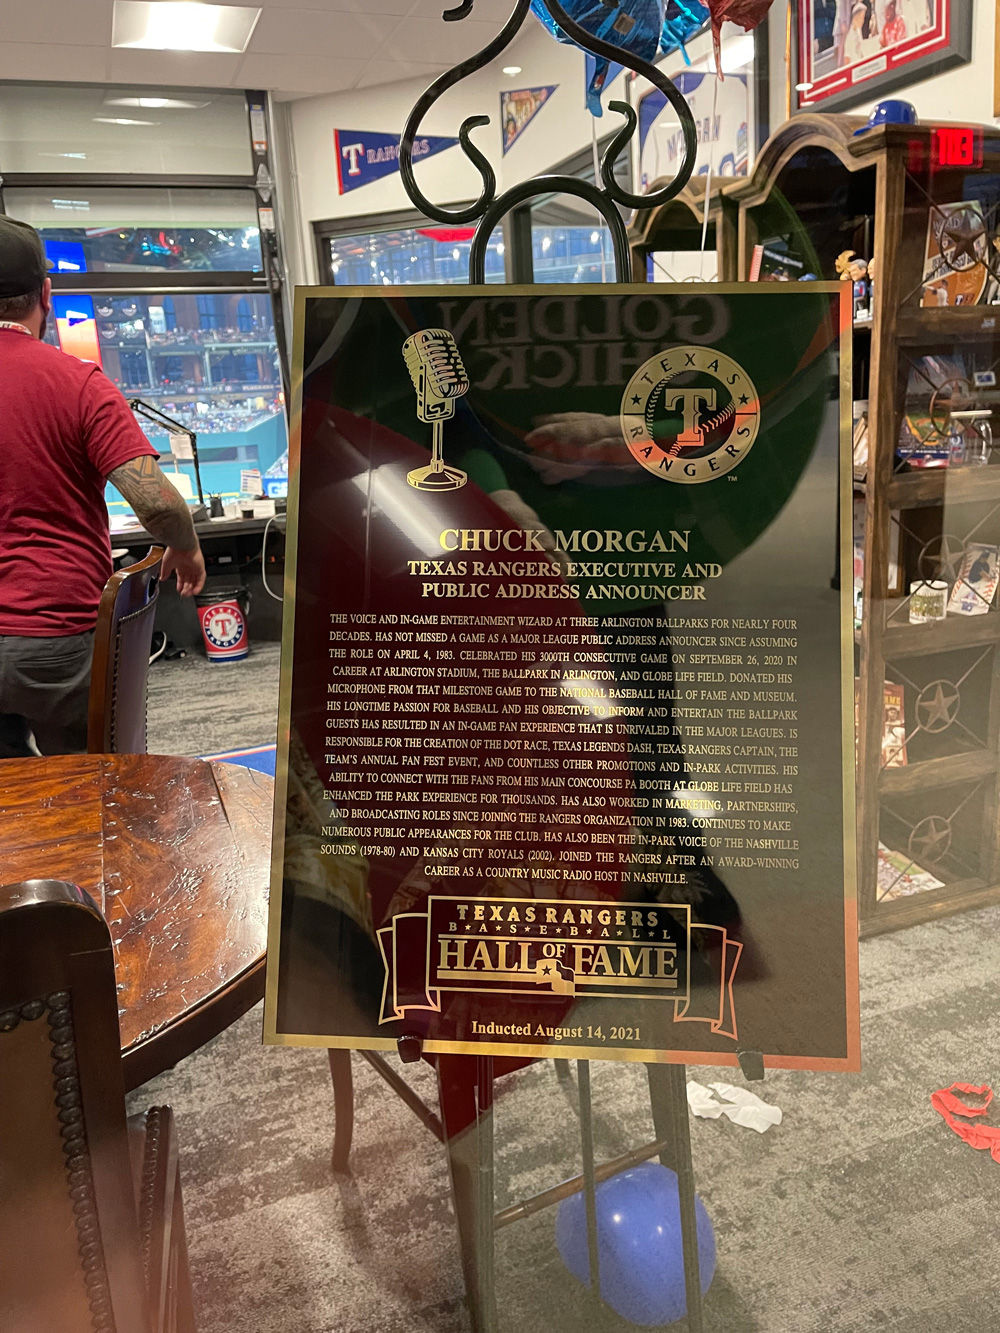 T RANGERS
MORGAN
GOLDEN
CHICK
TEXAS
T
RANGERS
TM
CHUCK MORGAN
TEXAS RANGERS EXECUTIVE AND
PUBLIC ADDRESS ANNOUNCER
THE VOICE AND IN-GAME ENTERTAINMENT WIZARD AT THREE ARLINGTON BALLPARKS FOR NEARLY FOUR
DECADES. HAS NOT MISSED A GAME AS A MAJOR LEAGUE PUBLIC ADDRESS ANNOUNCER SINCE ASSUMING
THE ROLE ON APRIL 4, 1983. CELEBRATED HIS 3000TH CONSECUTIVE GAME ON SEPTEMBER 26, 2020 IN
CAREER AT ARLINGTON STADIUM, THE BALLPARK IN ARLINGTON, AND GLOBE LIFE FIELD. DONATED HIS
MICROPHONE FROM THAT MILESTONE GAME TO THE NATIONAL BASEBALL HALL OF FAME AND MUSEUM.
HIS LONGTIME PASSION FOR BASEBALL AND HIS OBJECTIVE TO INFORM AND ENTERTAIN THE BALLPARK
GUESTS HAS RESULTED IN AN IN-GAME FAN EXPERIENCE THAT IS UNRIVALED IN THE MAJOR LEAGUES. IS
RESPONSIBLE FOR THE CREATION OF THE DOT RACE, TEXAS LEGENDS DASH, TEXAS RANGERS CAPTAIN, THE
TEAM'S ANNUAL FAN FEST EVENT, AND COUNTLESS OTHER PROMOTIONS AND IN-PARK ACTIVITIES. HIS
ABILITY TO CONNECT WITH THE FANS FROM HIS MAIN CONCOURSE PA BOOTH AT GLOBE LIFE FIELD HAS
ENHANCED THE PARK EXPERIENCE FOR THOUSANDS. HAS ALSO WORKED IN MARKETING, PARTNERSHIPS,
AND BROADCASTING ROLES SINCE JOINING THE RANGERS ORGANIZATION IN 1983. CONTINUES TO MAKE
NUMEROUS PUBLIC APPEARANCES FOR THE CLUB. HAS ALSO BEEN THE IN-PARK VOICE OF THE NASHVILLE
SOUNDS (1978-80) AND KANSAS CITY ROYALS (2002). JOINED THE RANGERS AFTER AN AWARD-WINNING
CAREER AS A COUNTRY MUSIC RADIO HOST IN NASHVILLE.
TEXAS RANGERS
BASEBALL
HALL OF FAME
Inducted August 14, 2021
TEXAS
T
RANGERS